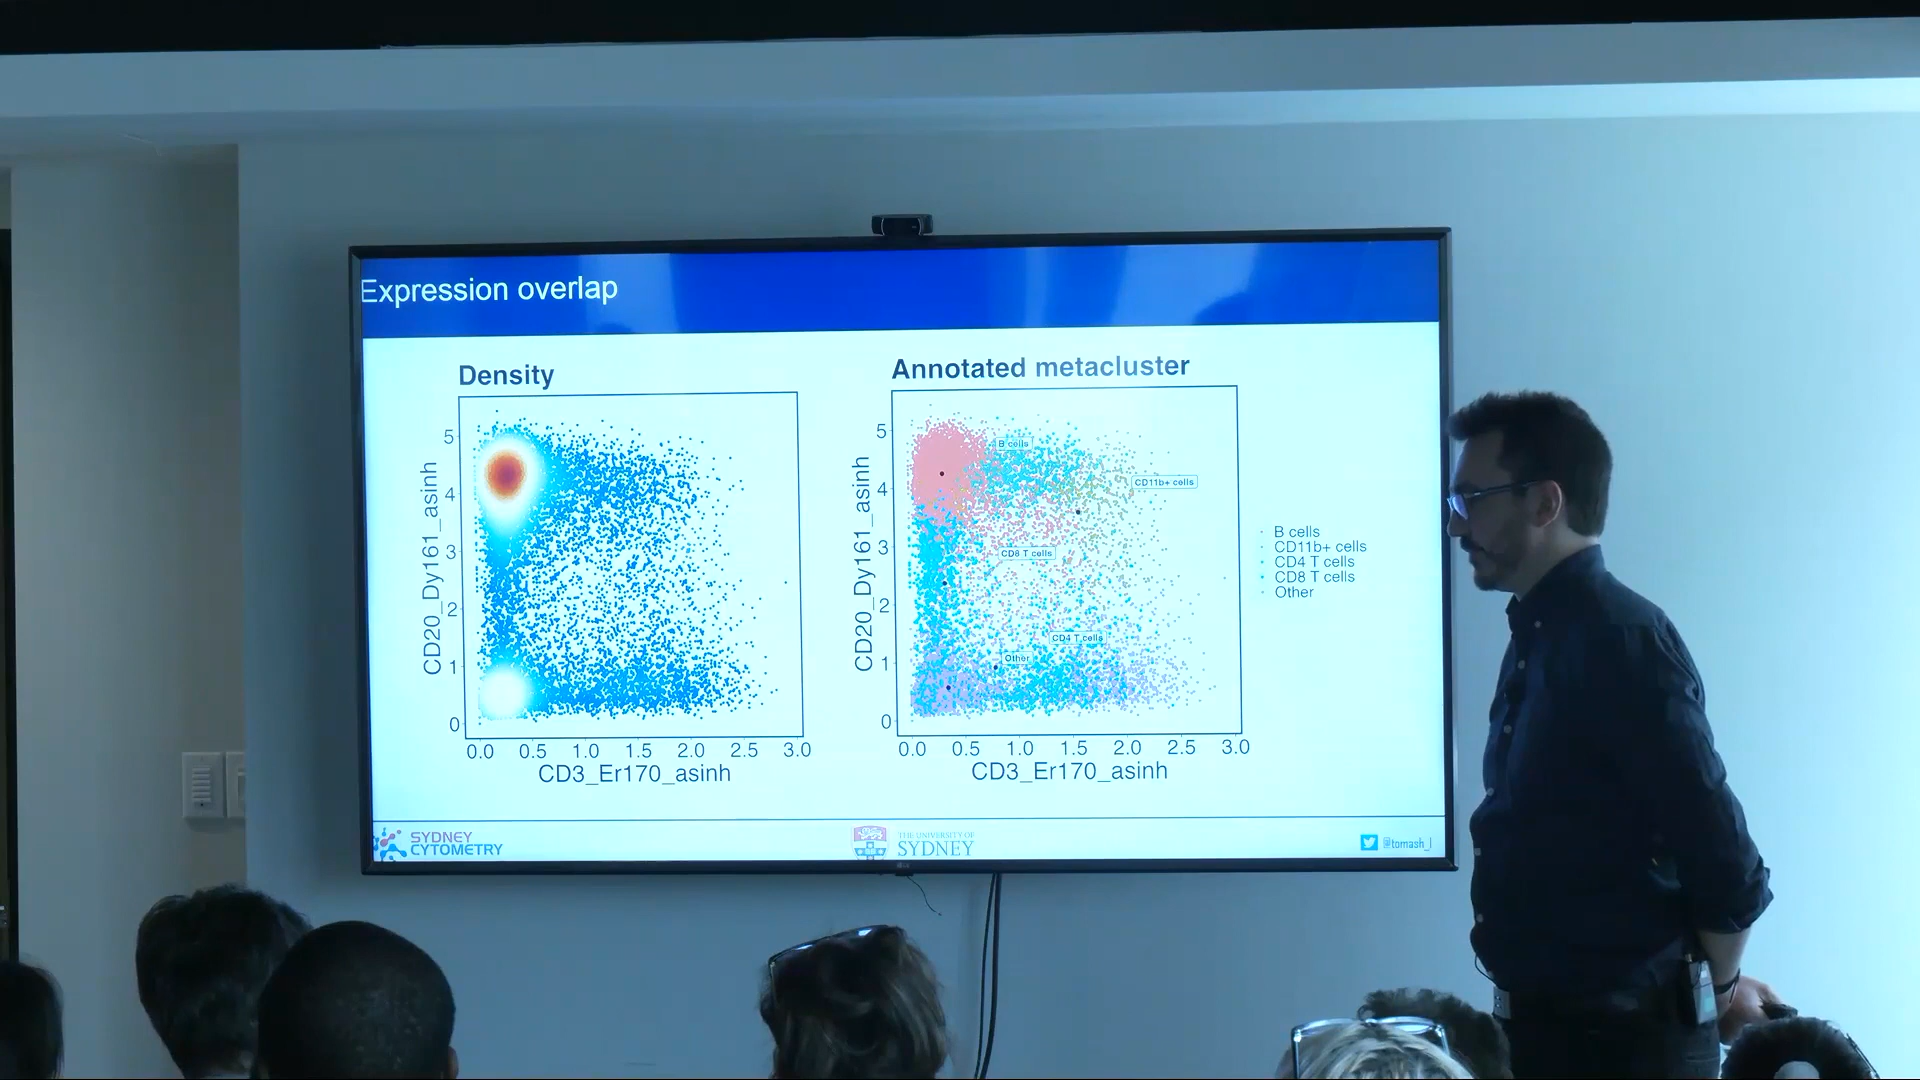 Expression overlap
Density
5
4
3
2
1
0
CD20_Dy161_asinh
0.0 0.5 1.0 1.5 2.0 2.5 3.0
CD3_Er170_asinh
Annotated metacluster
5
4
3
2
1
0
CD20_Dy161_asinh
B cells
CD11b+ cells
CD8 T cells
CD4 T cells
Other
0.0 0.5 1.0 1.5 2.0 2.5 3.0
CD3_Er170_asinh
B cells
CD11b+ cells
CD4 T cells
CD8 T cells
Other
SYDNEY
CYTOMETRY
THE UNIVERSITY OF
SYDNEY
@tomash_l
LG